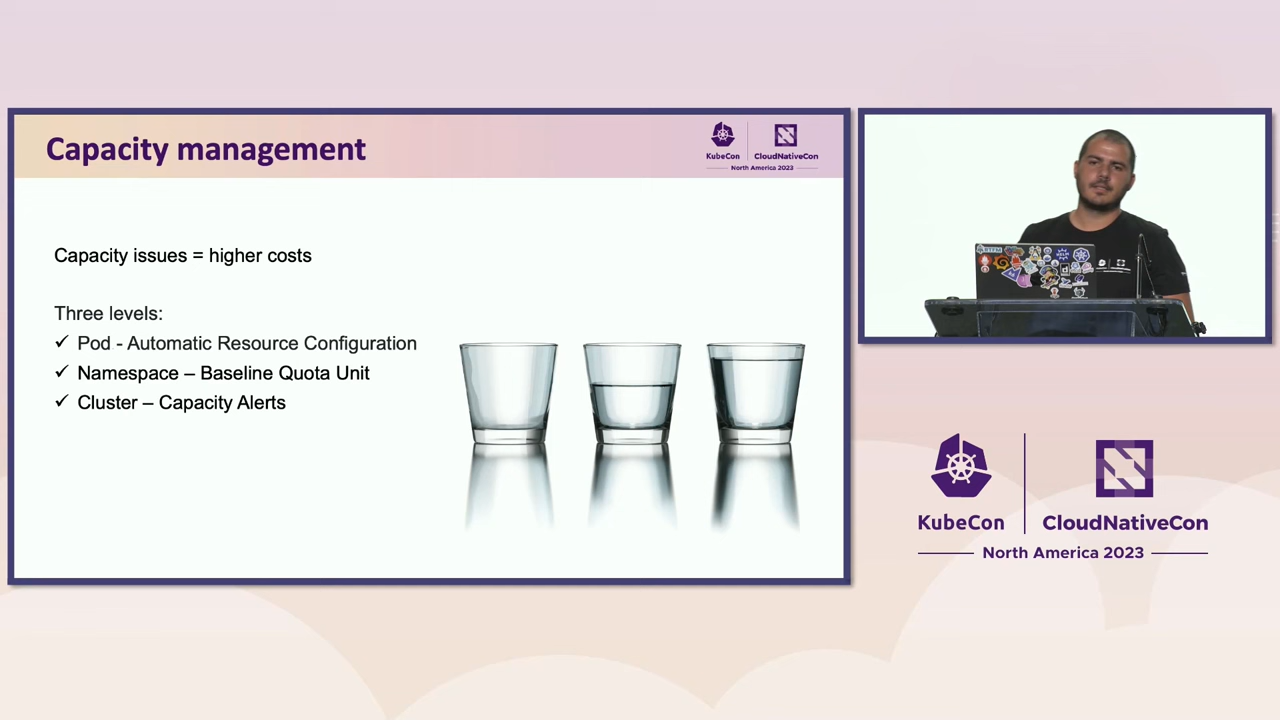 Capacity management
KubeCon
CloudNativeCon
North America 2023
Capacity issues = higher costs
Three levels:
✓ Pod - Automatic Resource Configuration
✓ Namespace – Baseline Quota Unit
✓ Cluster – Capacity Alerts
KubeCon
CloudNativeCon
North America 2023